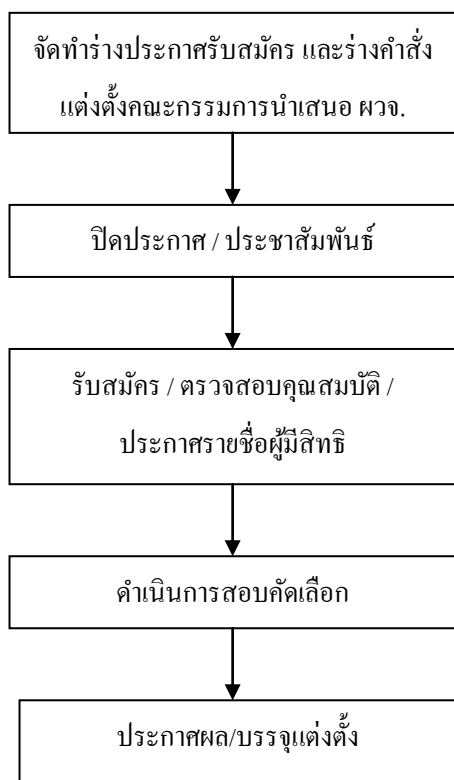 จัดทำร่างประกาศรับสมัคร และร่างคำสั่ง
แต่งตั้งคณะกรรมการนำเสนอ ผวจ.
ปิดประกาศ / ประชาสัมพันธ์
รับสมัคร / ตรวจสอบคุณสมบัติ /
ประกาศรายชื่อผู้มีสิทธิ
ดำเนินการสอบคัดเลือก
ประกาศผล/บรรจุแต่งตั้ง